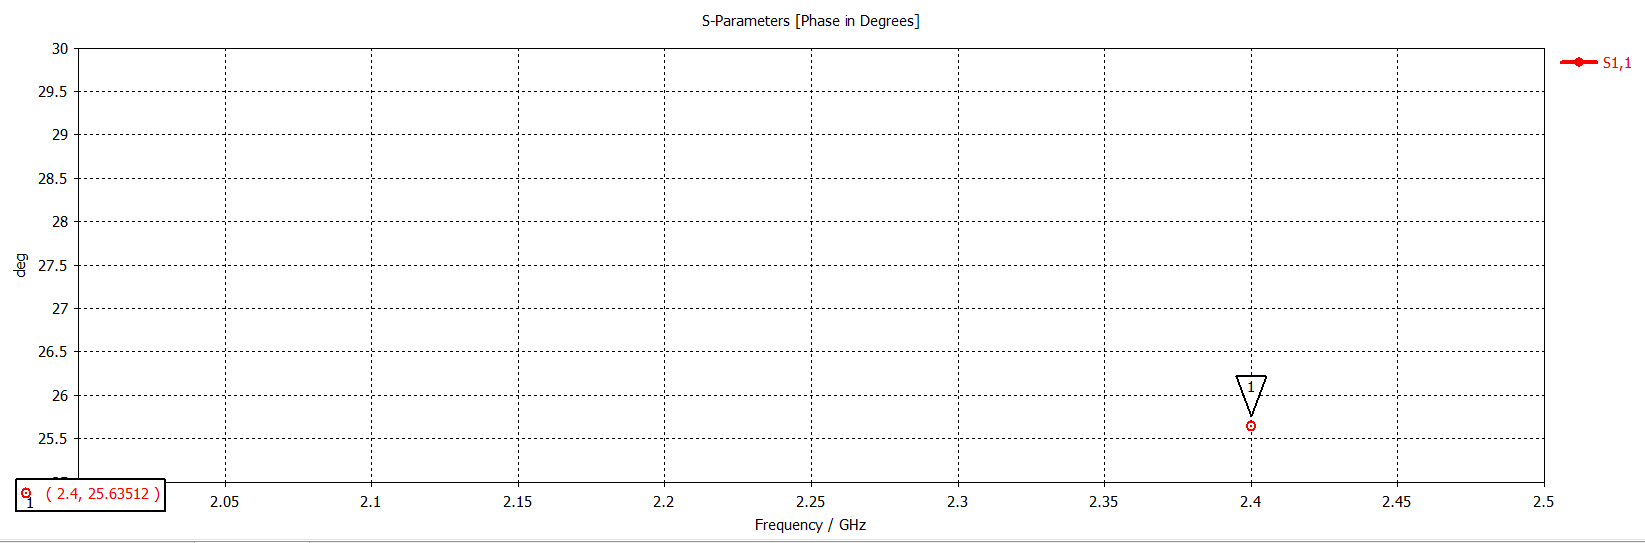 S-Parameters [Phase in Degrees]
S1,1
30
29.5
29
28.5
28
27.5
27
26.5
26
25.5
deg
1
1 ( 2.4, 25.63512 )
2.05 2.1 2.15 2.2 2.25 2.3 2.35 2.4 2.45 2.5
Frequency / GHz